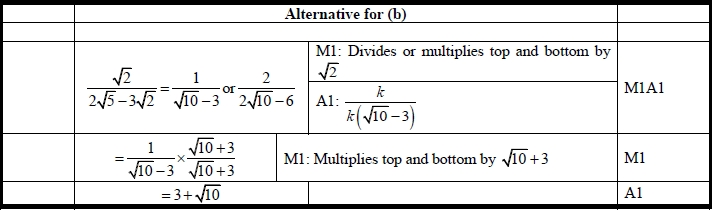 Alternative for (b)
√2/(2√5−3√2) = 1/(√10−3) or 2/(2√10−6)
M1: Divides or multiplies top and bottom by
√2
A1: k/(k(√10−3))
M1A1
= 1/(√10−3) × (√10+3)/(√10+3)
M1: Multiplies top and bottom by √10+3
M1
= 3+√10
A1